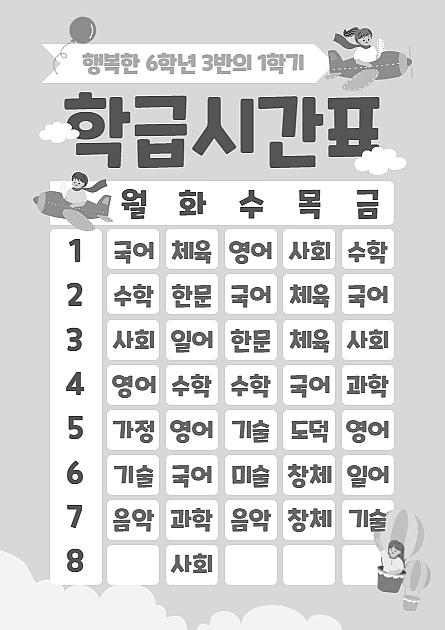 행복한 6학년 3반의 1학기
학급시간표
월 화 수 목 금
1 국어 체육 영어 사회 수학
2 수학 한문 국어 체육 국어
3 사회 일어 한문 체육 사회
4 영어 수학 수학 국어 과학
5 가정 영어 기술 도덕 영어
6 기술 국어 미술 창체 일어
7 음악 과학 음악 창체 기술
8 사회